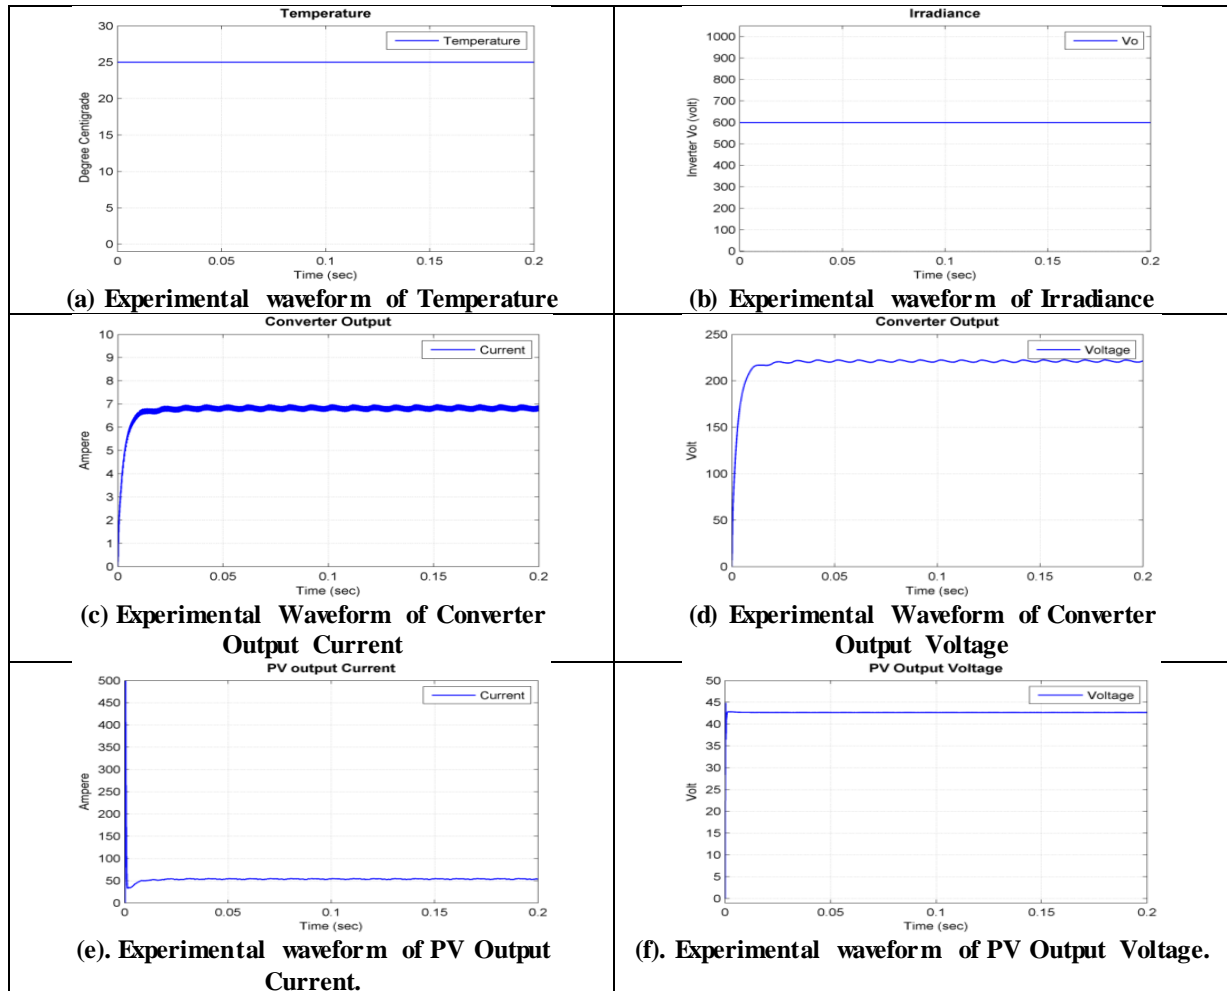 Temperature
30
25
20
15
10
5
0
Degree Centigrade
Temperature
0 0.05 0.1 0.15 0.2
Time (sec)
(a) Experimental waveform of Temperature
Irradiance
1000
900
800
700
600
500
400
300
200
100
0
Inverter Vo (volt)
Vo
0 0.05 0.1 0.15 0.2
Time (sec)
(b) Experimental waveform of Irradiance
Converter Output
10
9
8
7
6
5
4
3
2
1
0
Ampere
Current
0 0.05 0.1 0.15 0.2
Time (sec)
(c) Experimental Waveform of Converter
Output Current
Converter Output
250
200
150
100
50
0
Volt
Voltage
0 0.05 0.1 0.15 0.2
Time (sec)
(d) Experimental Waveform of Converter
Output Voltage
PV output Current
500
450
400
350
300
250
200
150
100
50
0
Ampere
Current
0 0.05 0.1 0.15 0.2
Time (sec)
(e). Experimental waveform of PV Output
Current.
PV Output Voltage
50
45
40
35
30
25
20
15
10
5
0
Volt
Voltage
0 0.05 0.1 0.15 0.2
Time (sec)
(f). Experimental waveform of PV Output Voltage.